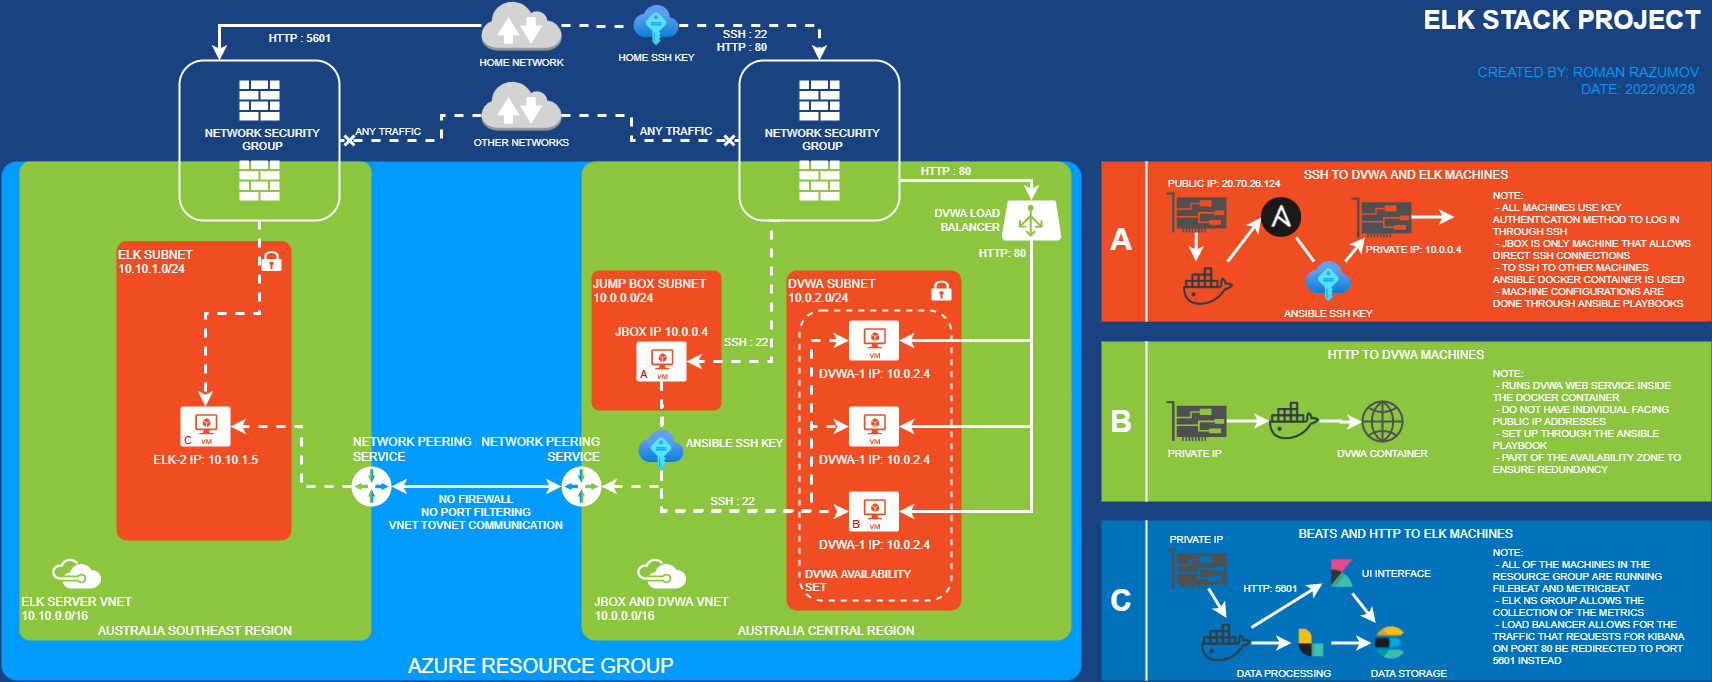 ELK STACK PROJECT
CREATED BY: ROMAN RAZUMOV
DATE: 2022/03/28
HTTP : 5601
HOME NETWORK
HOME SSH KEY
SSH : 22
HTTP : 80
NETWORK SECURITY
GROUP
ANY TRAFFIC
OTHER NETWORKS
ANY TRAFFIC
NETWORK SECURITY
GROUP
HTTP : 80
DVWA LOAD
BALANCER
HTTP: 80
ELK SUBNET
10.10.1.0/24
C
VM
ELK-2 IP: 10.10.1.5
ELK SERVER VNET
10.10.0.0/16
AUSTRALIA SOUTHEAST REGION
NETWORK PEERING
SERVICE
NETWORK PEERING
SERVICE
NO FIREWALL
NO PORT FILTERING
VNET TOVNET COMMUNICATION
JUMP BOX SUBNET
10.0.0.0/24
JBOX IP 10.0.0.4
A
VM
SSH : 22
ANSIBLE SSH KEY
SSH : 22
DVWA SUBNET
10.0.2.0/24
VM
DVWA-1 IP: 10.0.2.4
VM
DVWA-1 IP: 10.0.2.4
B
VM
DVWA-1 IP: 10.0.2.4
DVWA AVAILABILITY
SET
JBOX AND DVWA VNET
10.0.0.0/16
AUSTRALIA CENTRAL REGION
AZURE RESOURCE GROUP
A
SSH TO DVWA AND ELK MACHINES
PUBLIC IP: 20.70.26.124
PRIVATE IP: 10.0.0.4
ANSIBLE SSH KEY
NOTE:
- ALL MACHINES USE KEY
AUTHENTICATION METHOD TO LOG IN
THROUGH SSH
- JBOX IS ONLY MACHINE THAT ALLOWS
DIRECT SSH CONNECTIONS
- TO SSH TO OTHER MACHINES
ANSIBLE DOCKER CONTAINER IS USED
- MACHINE CONFIGURATIONS ARE
DONE THROUGH ANSIBLE PLAYBOOKS
B
HTTP TO DVWA MACHINES
PRIVATE IP
DVWA CONTAINER
NOTE:
- RUNS DVWA WEB SERVICE INSIDE
THE DOCKER CONTAINER
- DO NOT HAVE INDIVIDUAL FACING
PUBLIC IP ADDRESSES
- SET UP THROUGH THE ANSIBLE
PLAYBOOK
- PART OF THE AVAILABILITY ZONE TO
ENSURE REDUNDANCY
C
BEATS AND HTTP TO ELK MACHINES
PRIVATE IP
HTTP: 5601
UI INTERFACE
DATA PROCESSING
DATA STORAGE
NOTE:
- ALL OF THE MACHINES IN THE
RESOURCE GROUP ARE RUNNING
FILEBEAT AND METRICBEAT
- ELK NS GROUP ALLOWS THE
COLLECTION OF THE METRICS
- LOAD BALANCER ALLOWS FOR THE
TRAFFIC THAT REQUESTS FOR KIBANA
ON PORT 80 BE REDIRECTED TO PORT
5601 INSTEAD